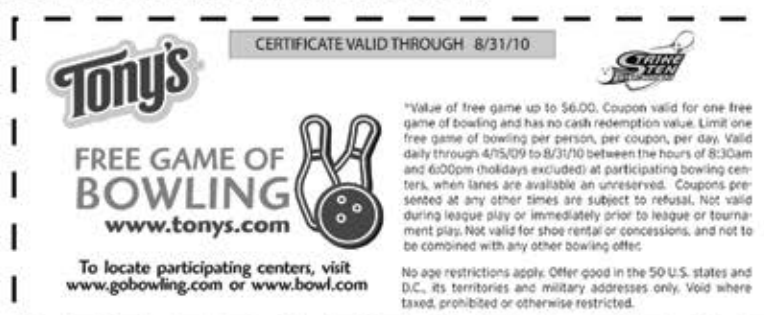 CERTIFICATE VALID THROUGH 8/31/10
Tony's
STRIKE
TEN
FREE GAME OF
BOWLING
www.tonys.com
To locate participating centers, visit
www.gobowling.com or www.bowl.com
*Value of free game up to $6.00. Coupon valid for one free
game of bowling and has no cash redemption value. Limit one
free game of bowling per person, per coupon, per day. Valid
daily through 4/15/09 to 8/31/10 between the hours of 8:30am
and 6:00pm (holidays excluded) at participating bowling cen-
ters, when lanes are available an unreserved. Coupons pre-
sented at any other times are subject to refusal. Not valid
during league play or immediately prior to league or tourna-
ment play. Not valid for shoe rental or concessions, and not to
be combined with any other bowling offer.
No age restrictions apply. Offer good in the 50 U.S. states and
D.C., its territories and military addresses only. Void where
taxed, prohibited or otherwise restricted.